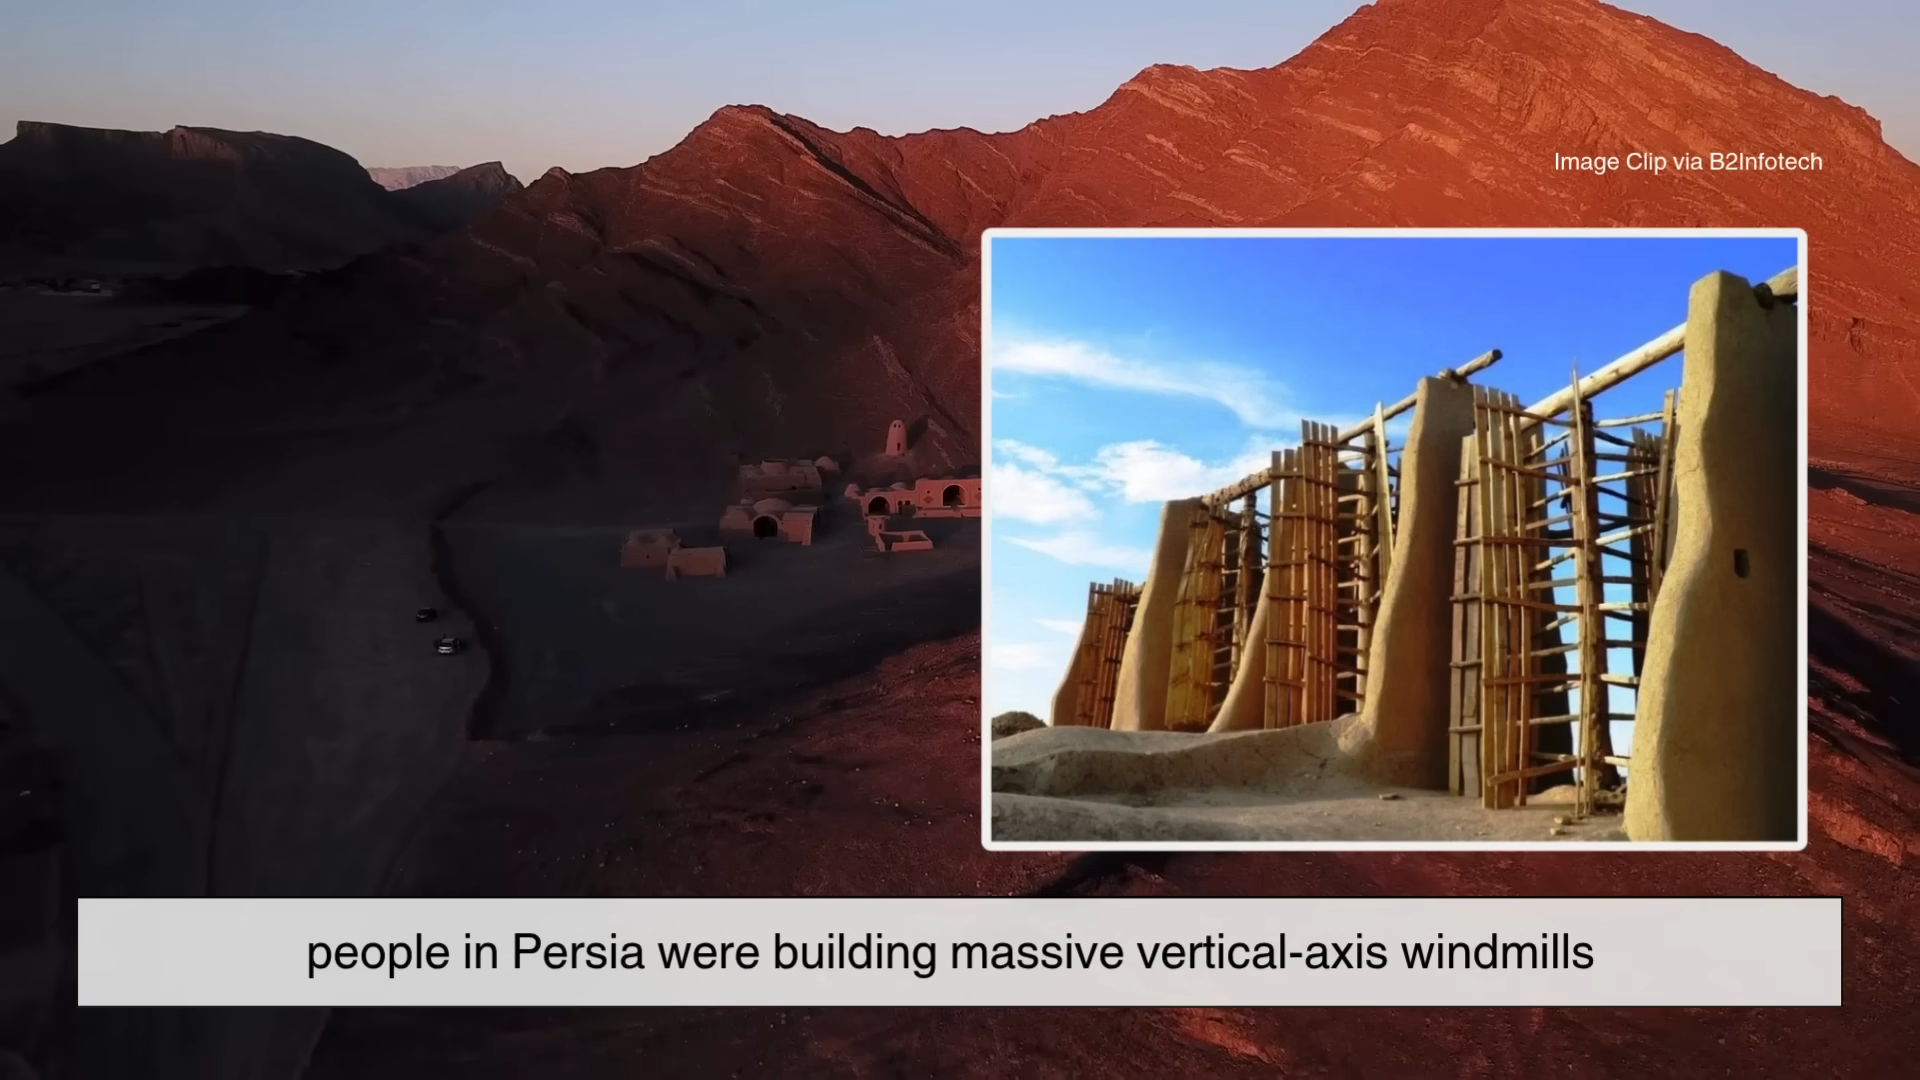 Image Clip via B2Infotech
people in Persia were building massive vertical-axis windmills